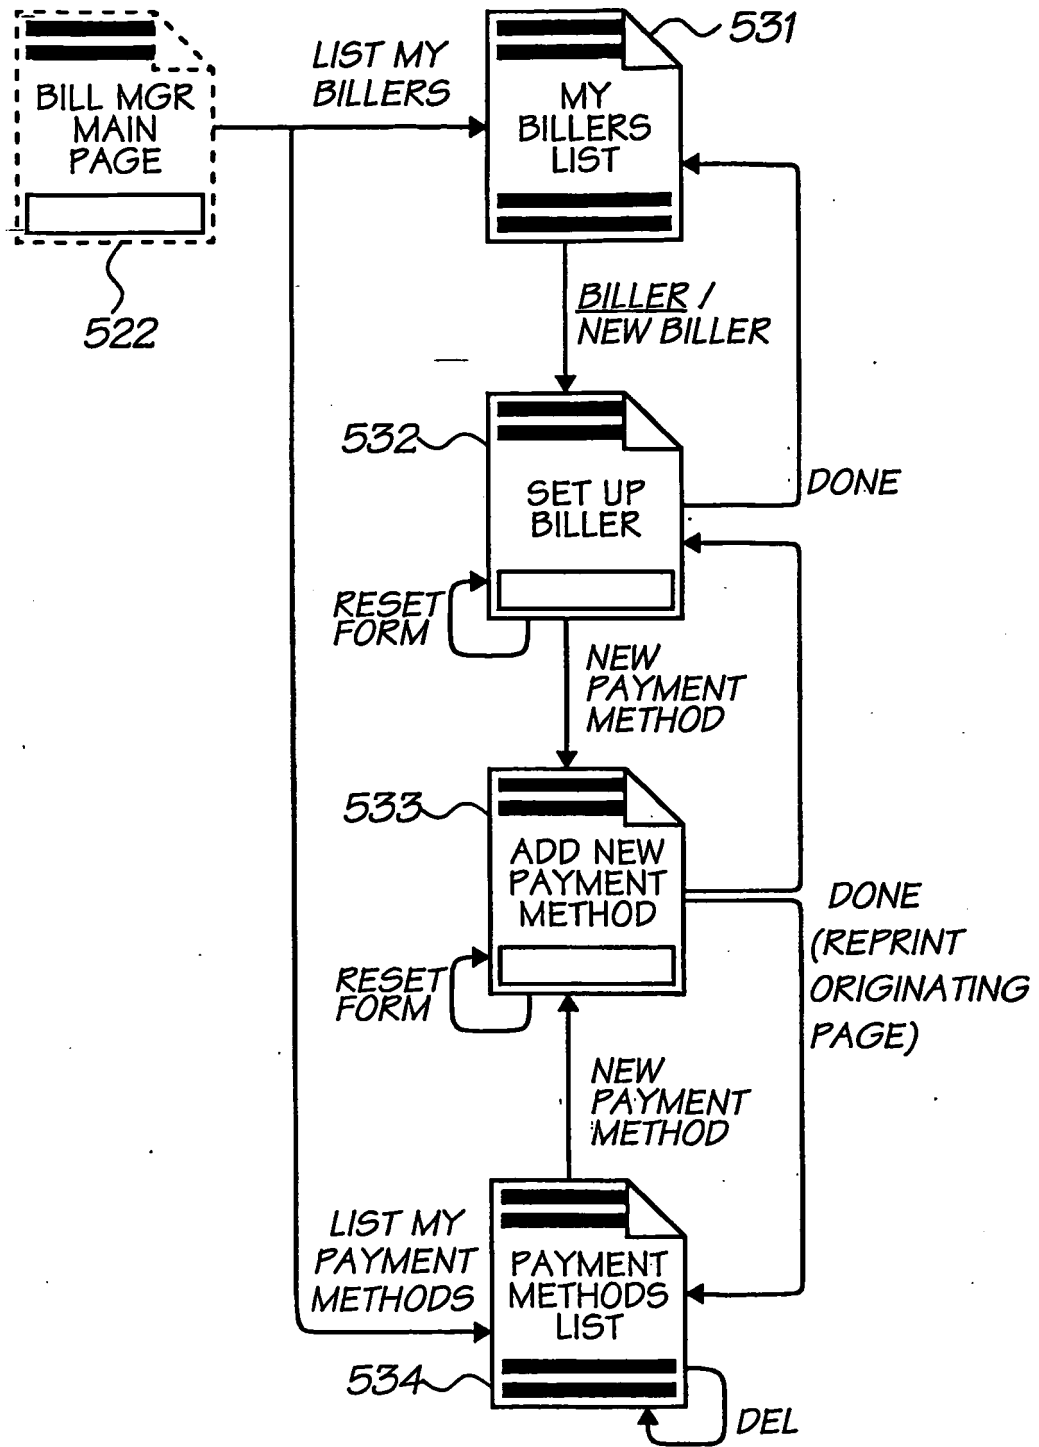 531
LIST MY
BILLERS
BILL MGR
MAIN
PAGE
MY
BILLERS
LIST
522
BILLER /
NEW BILLER
532
SET UP
BILLER
DONE
RESET
FORM
NEW
PAYMENT
METHOD
533
ADD NEW
PAYMENT
METHOD
DONE
(REPRINT
ORIGINATING
PAGE)
RESET
FORM
NEW
PAYMENT
METHOD
LIST MY
PAYMENT
METHODS
PAYMENT
METHODS
LIST
534
DEL